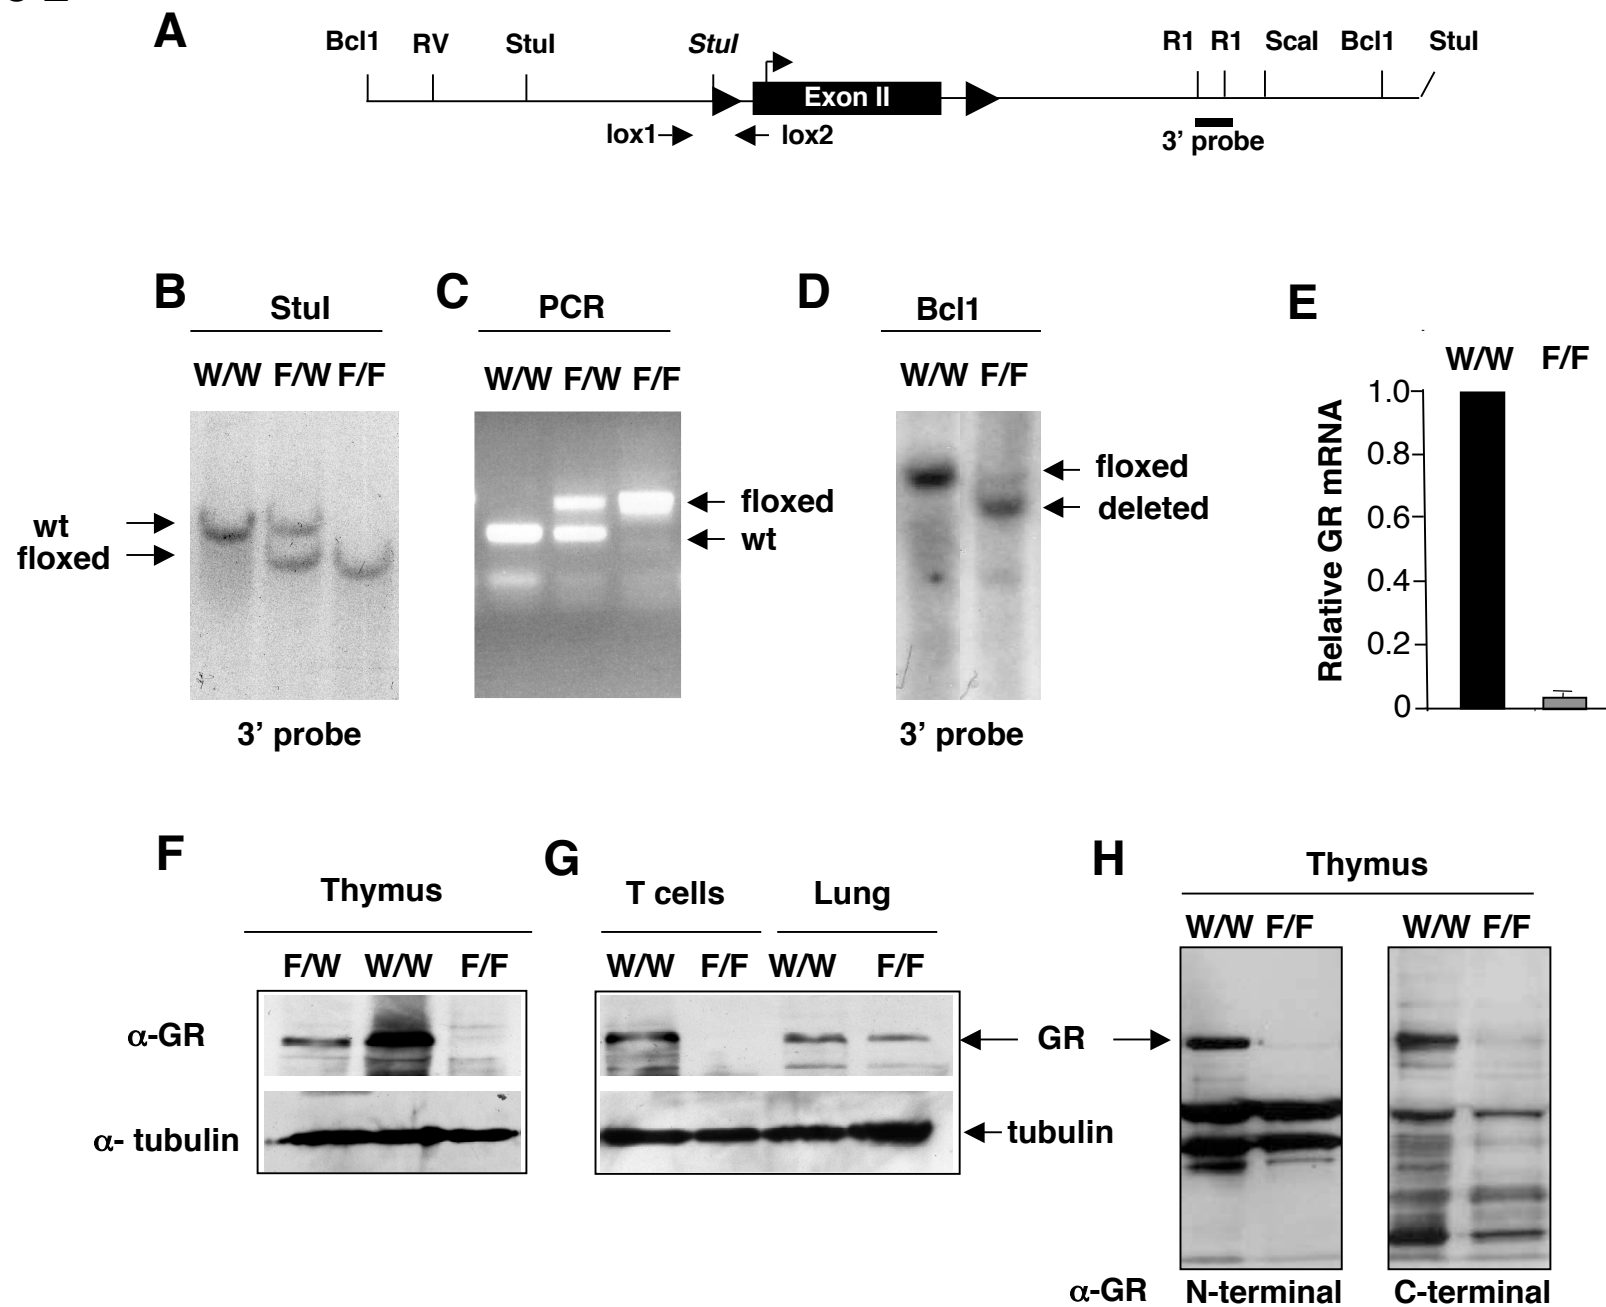 A
Bcl1 RV StuI StuI R1 R1 ScaI Bcl1 StuI
Exon II
lox1 lox2
3’ probe
B StuI
W/W F/W F/F
wt
floxed
3’ probe
C PCR
W/W F/W F/F
floxed
wt
D Bcl1
W/W F/F
floxed
deleted
3’ probe
E
W/W F/F
Relative GR mRNA
1.0
0.8
0.6
0.4
0.2
0
F Thymus
F/W W/W F/F
α-GR
α- tubulin
G T cells Lung
W/W F/F W/W F/F
GR
tubulin
H Thymus
W/W F/F W/W F/F
α-GR N-terminal C-terminal